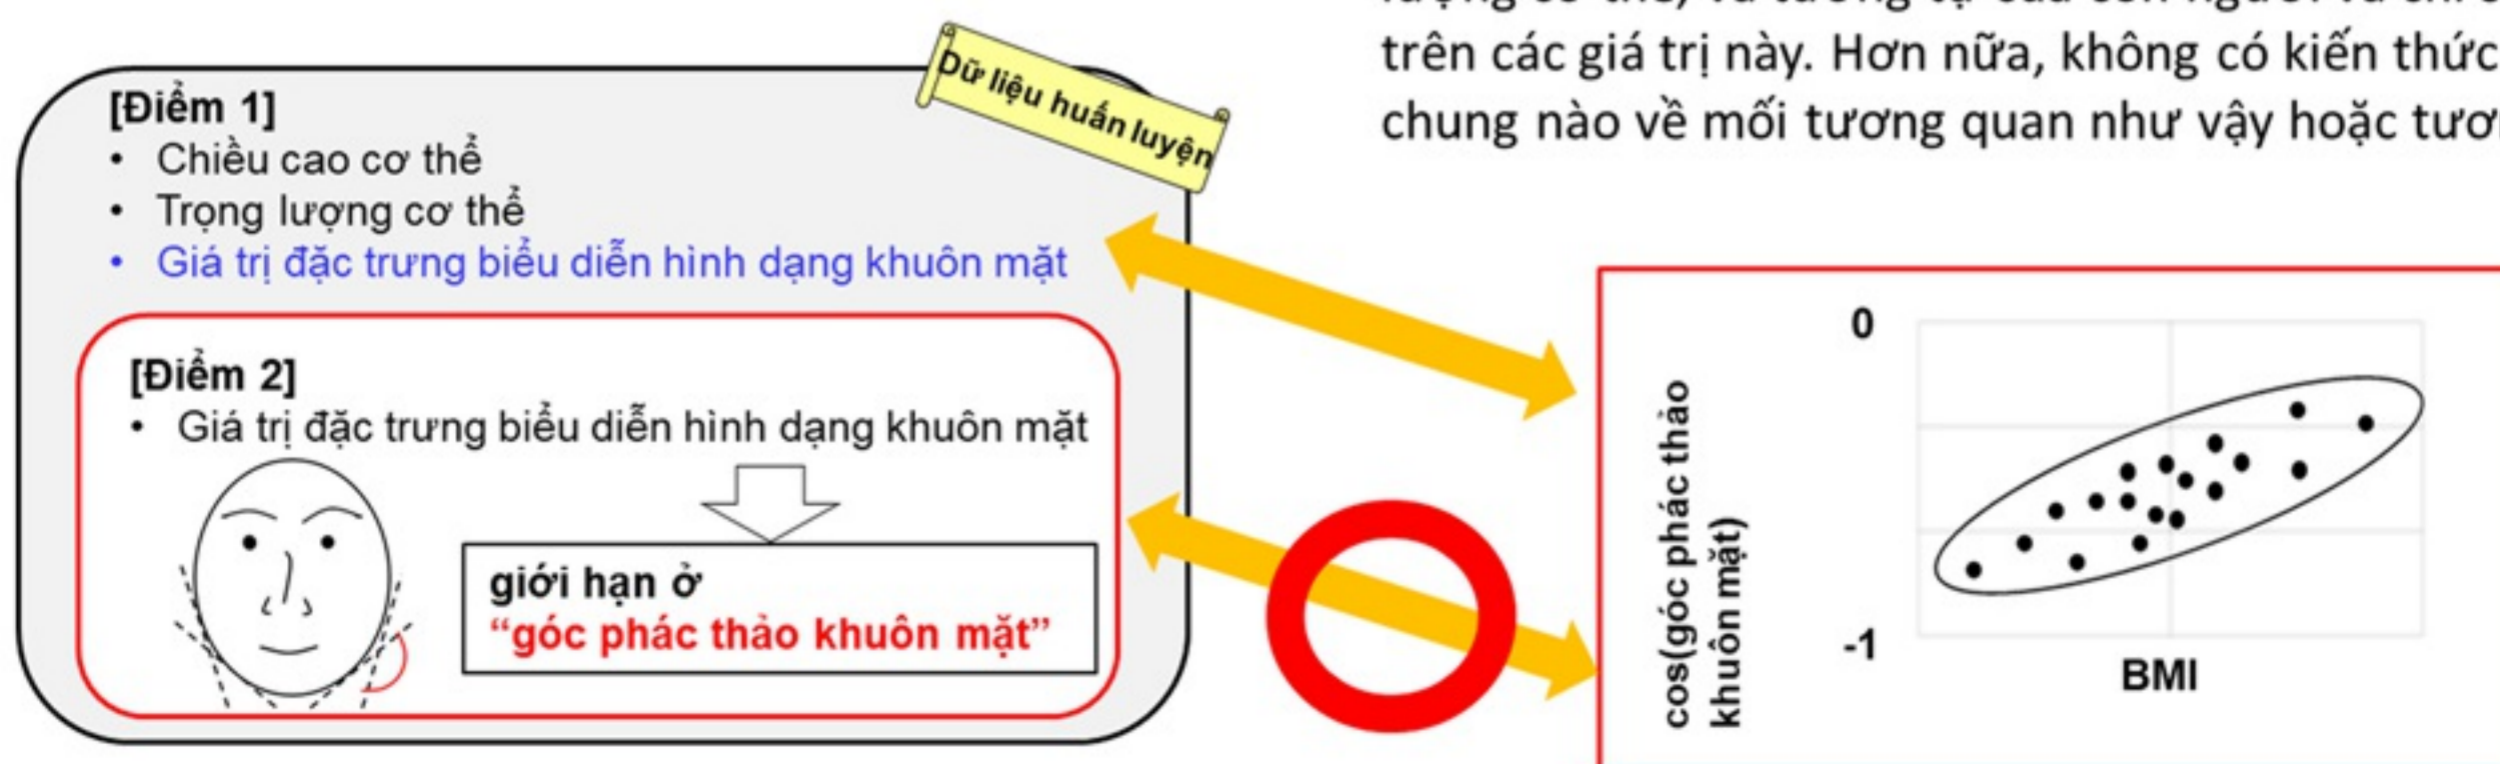 trên các giá trị này. Hơn nữa, không có kiến thức
chung nào về mối tương quan như vậy hoặc
Dữ liệu huấn luyện
[Điểm 1]
• Chiều cao cơ thể
• Trọng lượng cơ thể
• Giá trị đặc trưng biểu diễn hình dạng khuôn mặt
[Điểm 2]
• Giá trị đặc trưng biểu diễn hình dạng khuôn mặt
giới hạn ở
“góc phác thảo khuôn mặt”
0
cos(góc phác thảo
khuôn mặt)
-1
BMI